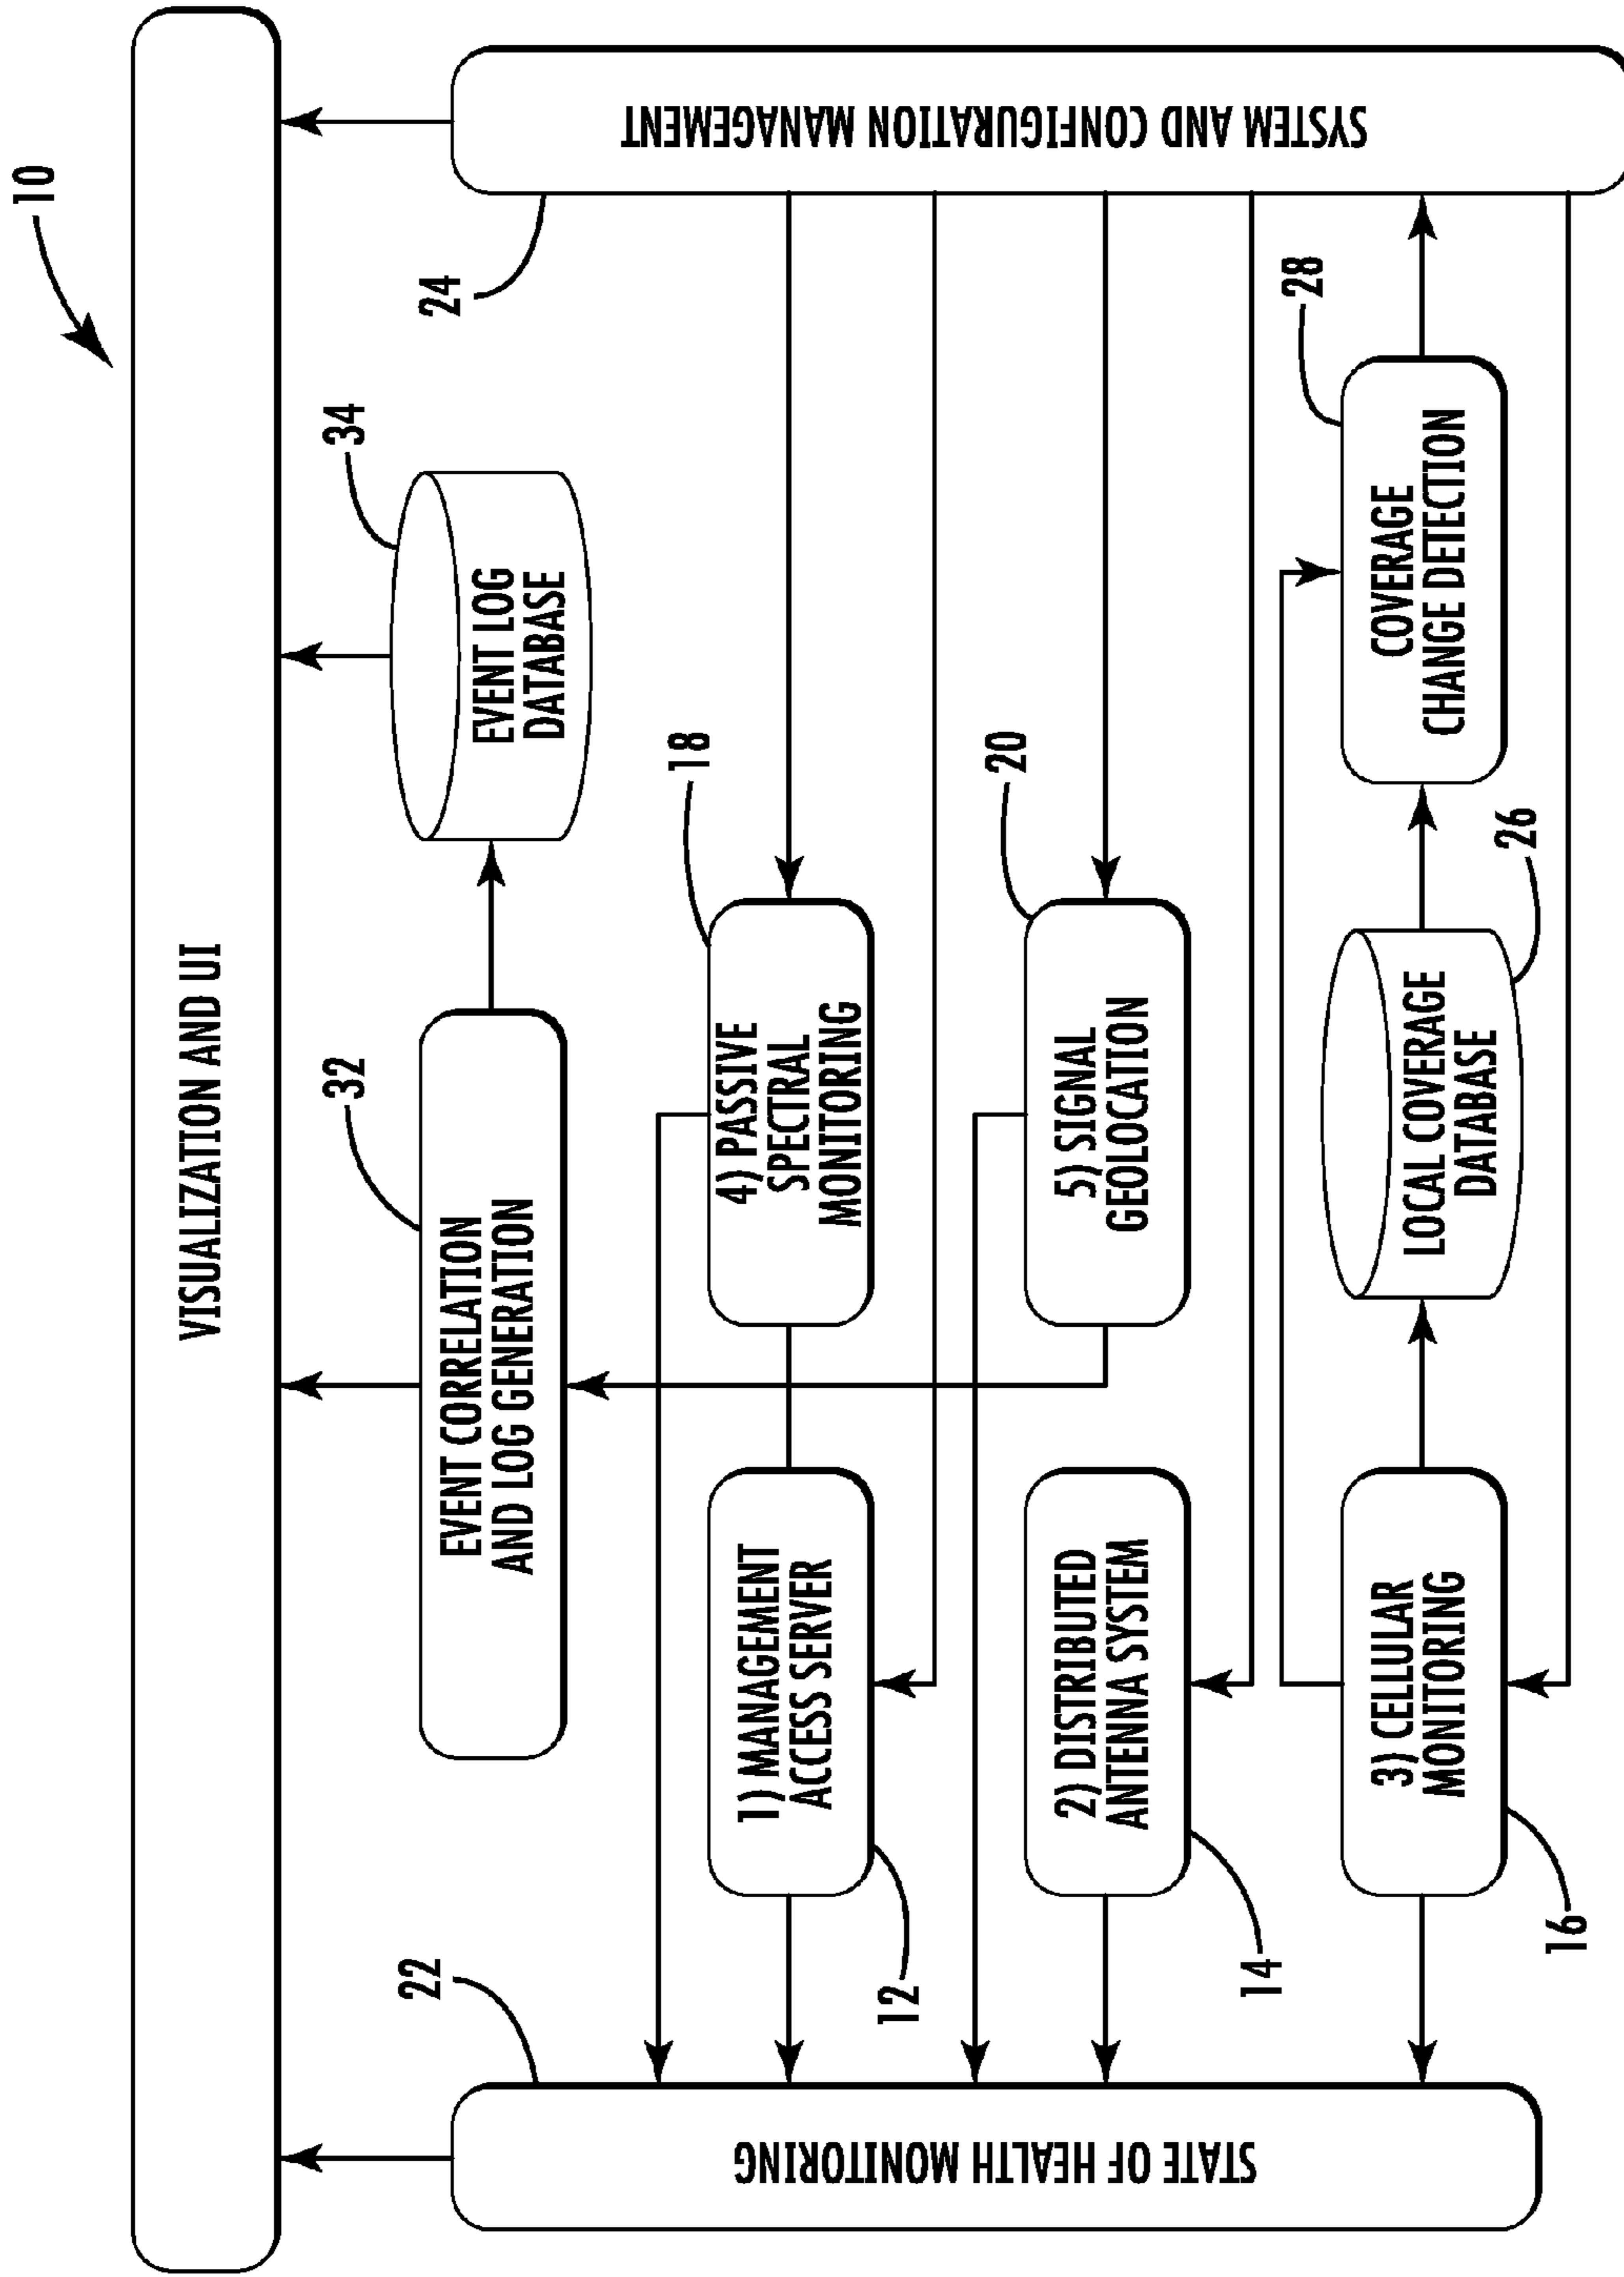 10
VISUALIZATION AND UI
22
32
34
24
EVENT CORRELATION
AND LOG GENERATION
EVENT LOG
DATABASE
STATE OF HEALTH MONITORING
SYSTEM AND CONFIGURATION MANAGEMENT
18
1) MANAGEMENT
ACCESS SERVER
4) PASSIVE
SPECTRAL
MONITORING
12
20
2) DISTRIBUTED
ANTENNA SYSTEM
5) SIGNAL
GEOLOCATION
14
28
3) CELLULAR
MONITORING
LOCAL COVERAGE
DATABASE
COVERAGE
CHANGE DETECTION
16
26